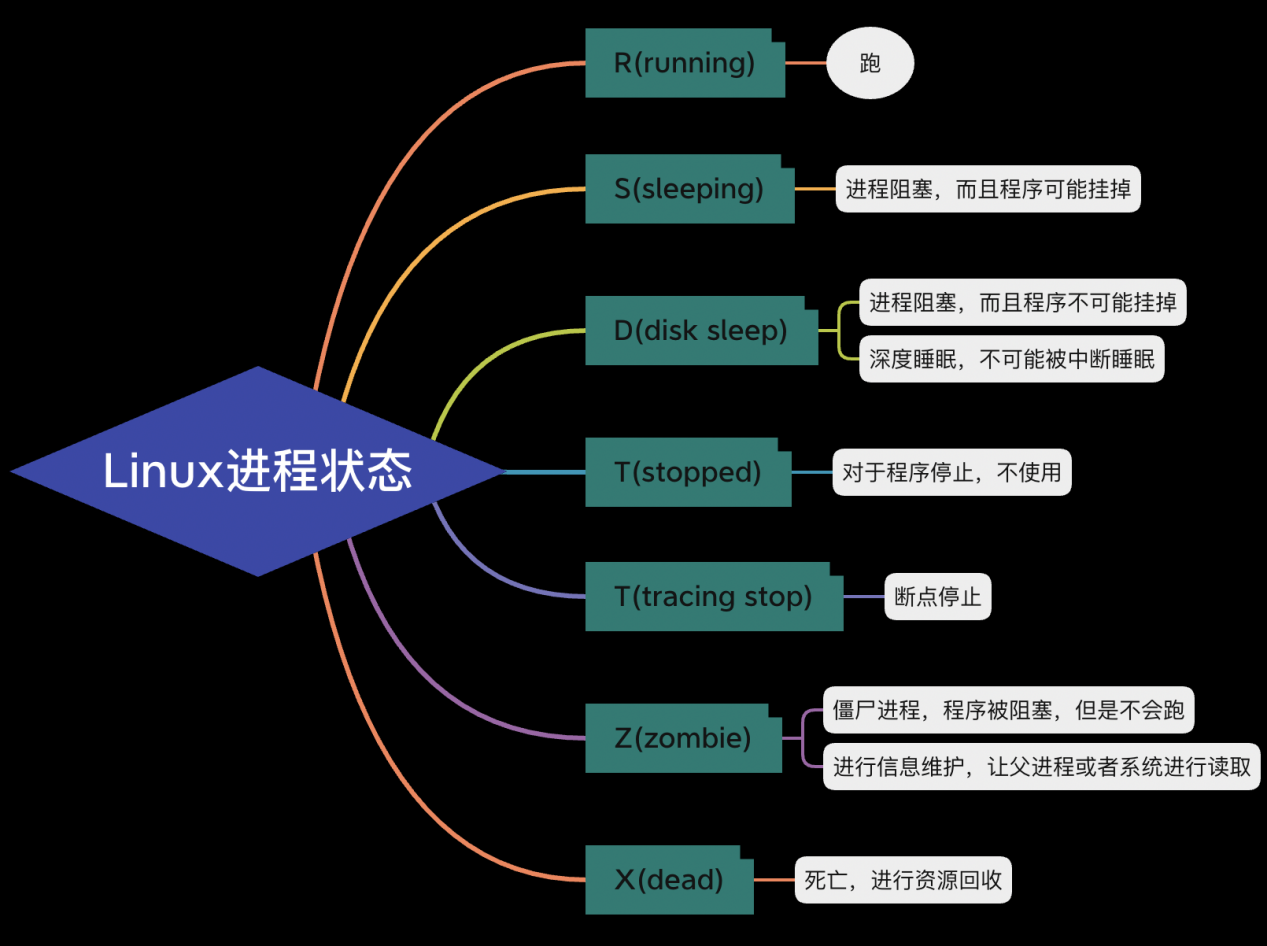 Linux进程状态
R(running)
跑
S(sleeping)
进程阻塞，而且程序可能挂掉
D(disk sleep)
进程阻塞，而且程序不可能挂掉
深度睡眠，不可能被中断睡眠
T(stopped)
对于程序停止，不使用
T(tracing stop)
断点停止
Z(zombie)
僵尸进程，程序被阻塞，但是不会跑
进行信息维护，让父进程或者系统进行读取
X(dead)
死亡，进行资源回收